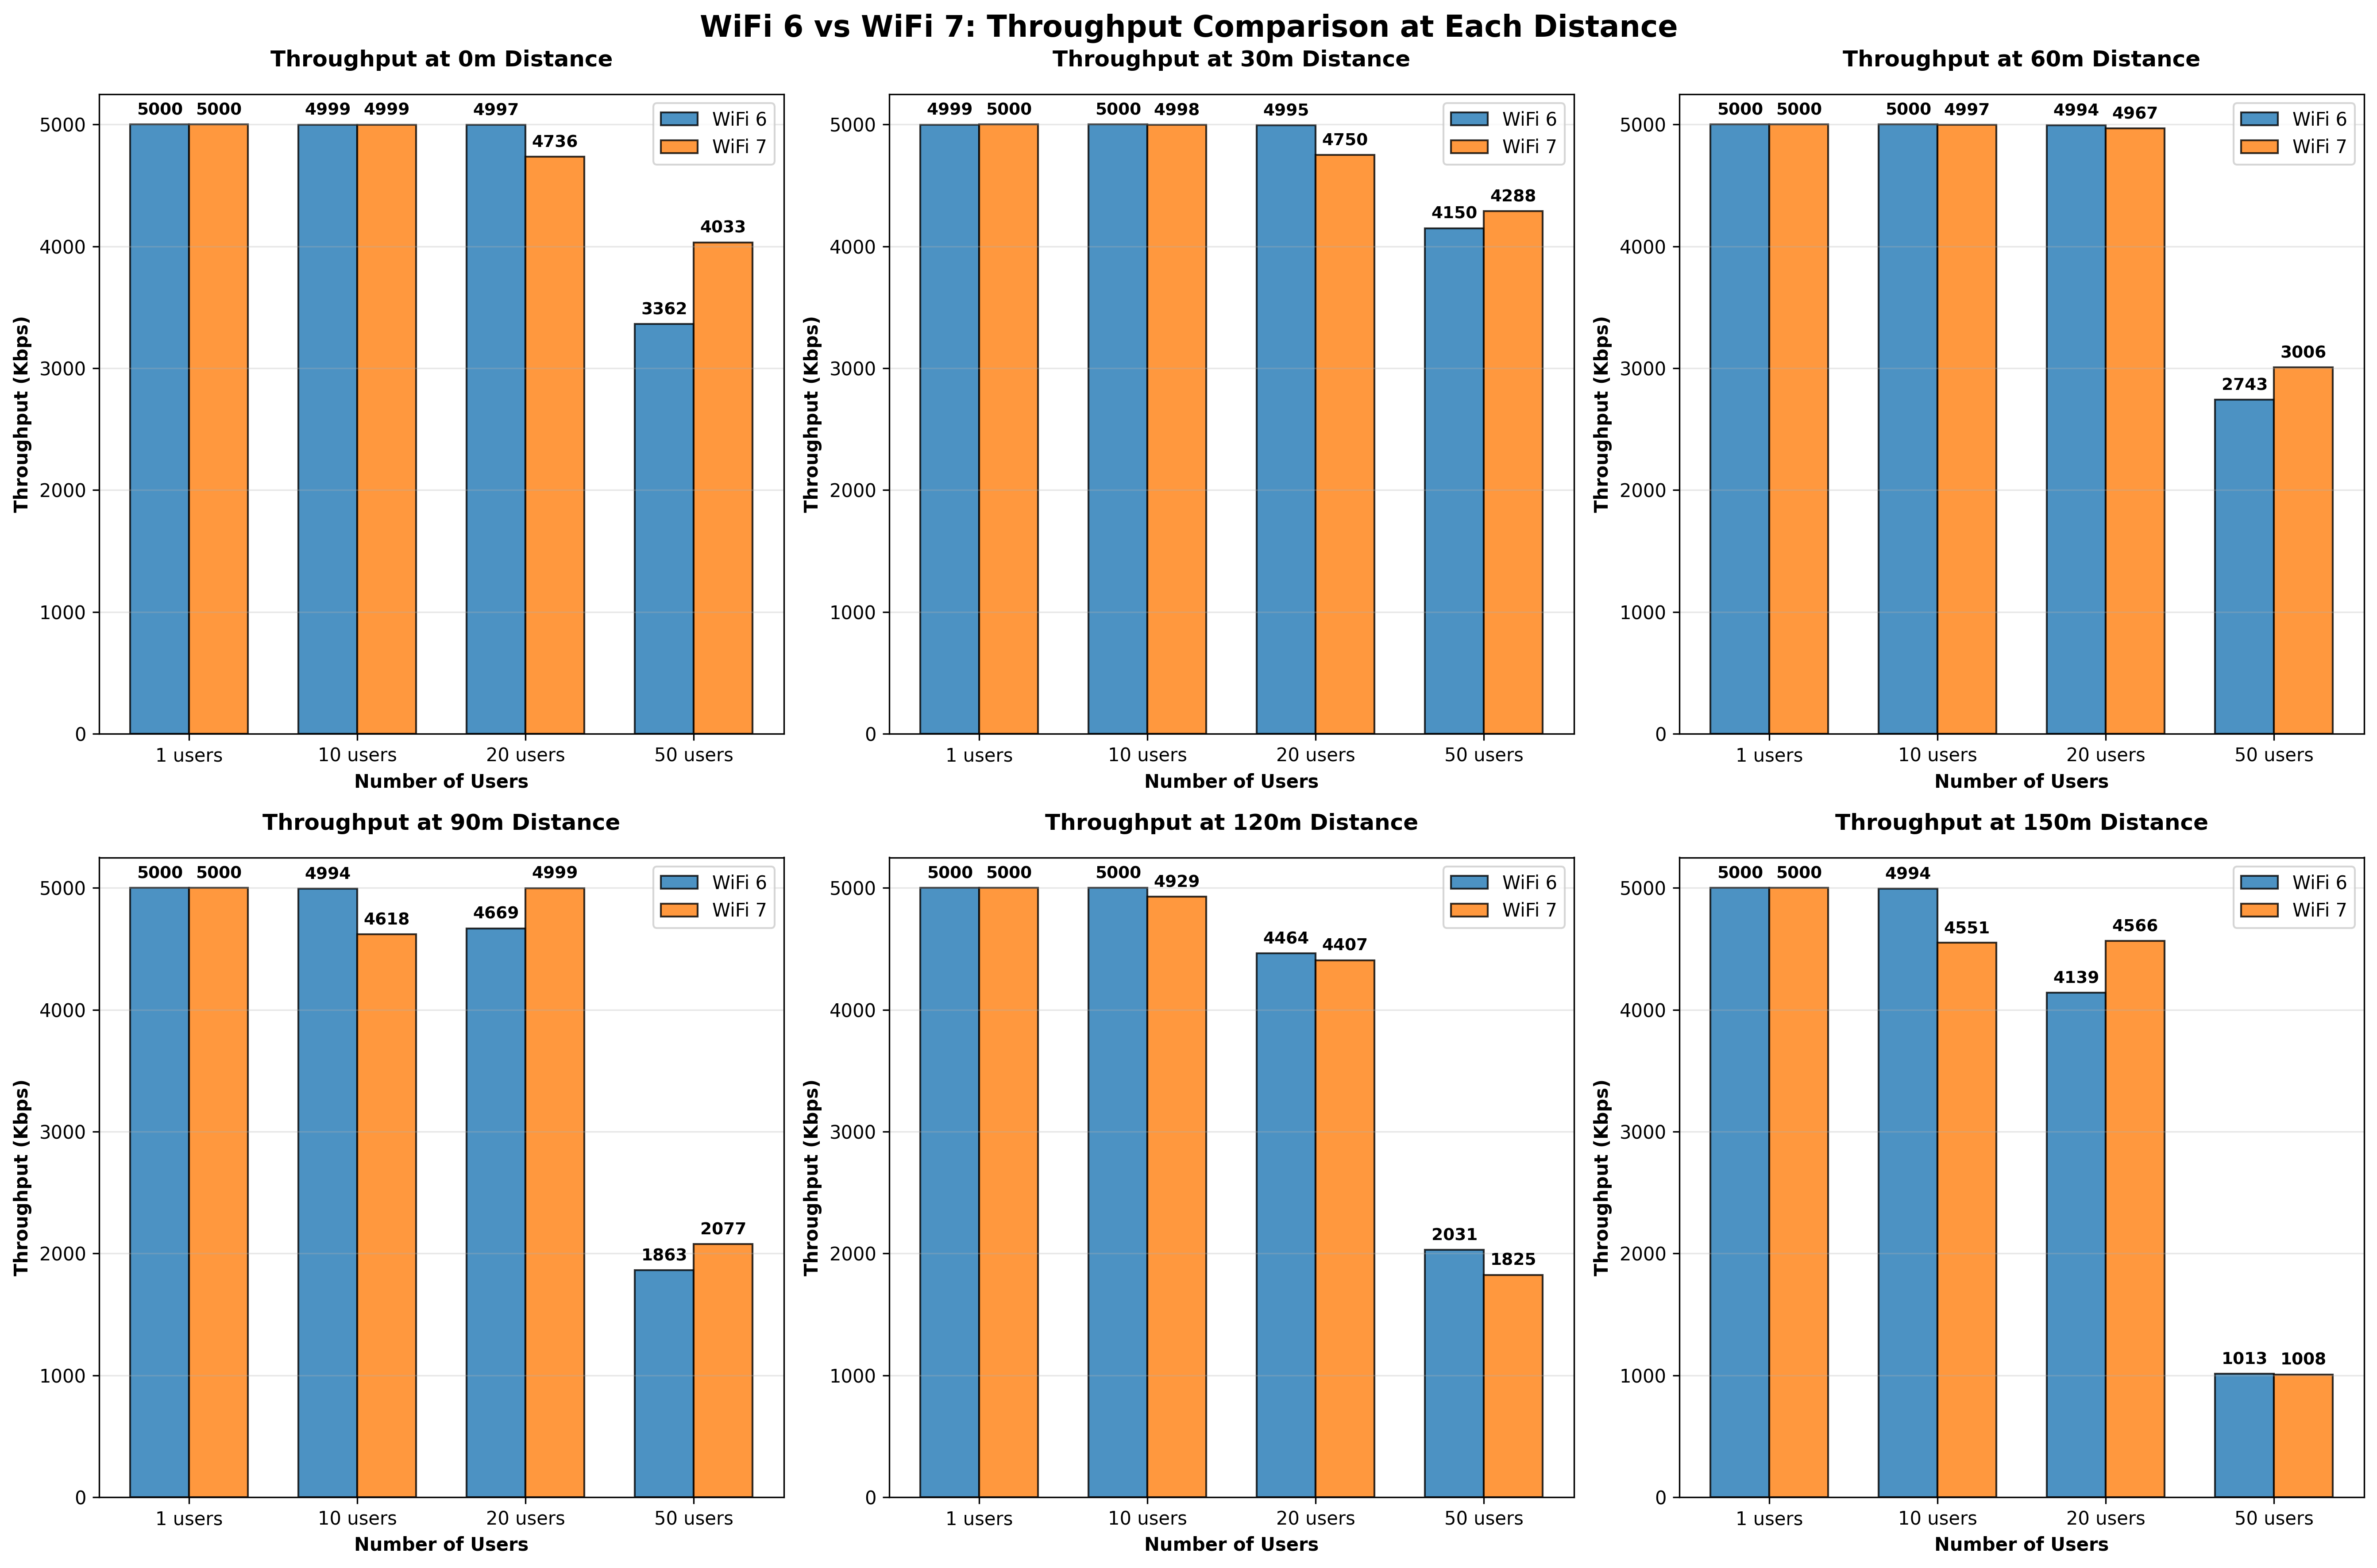 WiFi 6 vs WiFi 7: Throughput Comparison at Each Distance
Throughput at 0m Distance
5000 5000 4999 4999 4997 4736 3362 4033
WiFi 6
WiFi 7
Throughput (Kbps)
5000
4000
3000
2000
1000
0
1 users 10 users 20 users 50 users
Number of Users
Throughput at 30m Distance
4999 5000 5000 4998 4995 4750 4150 4288
WiFi 6
WiFi 7
Throughput (Kbps)
5000
4000
3000
2000
1000
0
1 users 10 users 20 users 50 users
Number of Users
Throughput at 60m Distance
5000 5000 5000 4997 4994 4967 2743 3006
WiFi 6
WiFi 7
Throughput (Kbps)
5000
4000
3000
2000
1000
0
1 users 10 users 20 users 50 users
Number of Users
Throughput at 90m Distance
5000 5000 4994 4618 4669 4999 1863 2077
WiFi 6
WiFi 7
Throughput (Kbps)
5000
4000
3000
2000
1000
0
1 users 10 users 20 users 50 users
Number of Users
Throughput at 120m Distance
5000 5000 5000 4929 4464 4407 2031 1825
WiFi 6
WiFi 7
Throughput (Kbps)
5000
4000
3000
2000
1000
0
1 users 10 users 20 users 50 users
Number of Users
Throughput at 150m Distance
5000 5000 4994 4551 4139 4566 1013 1008
WiFi 6
WiFi 7
Throughput (Kbps)
5000
4000
3000
2000
1000
0
1 users 10 users 20 users 50 users
Number of Users